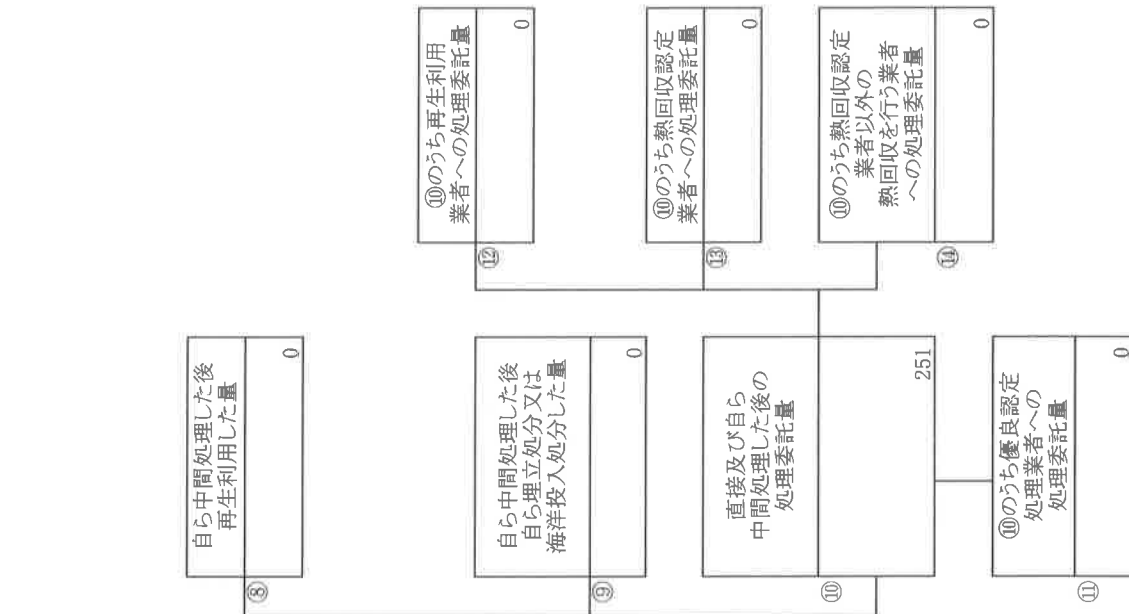 ⑧
自ら中間処理した後
再生利用した量
0
⑨
自ら中間処理した後
自ら埋立処分又は
海洋投入処分した量
0
⑩
直接及び自ら
中間処理した後の
処理委託量
251
⑪
⑩のうち優良認定
処理業者への
処理委託量
0
⑫
⑩のうち再生利用
業者への処理委託量
0
⑬
⑩のうち熱回収認定
業者への処理委託量
0
⑭
⑩のうち熱回収認定
業者以外の
熱回収を行う業者
への処理委託量
0